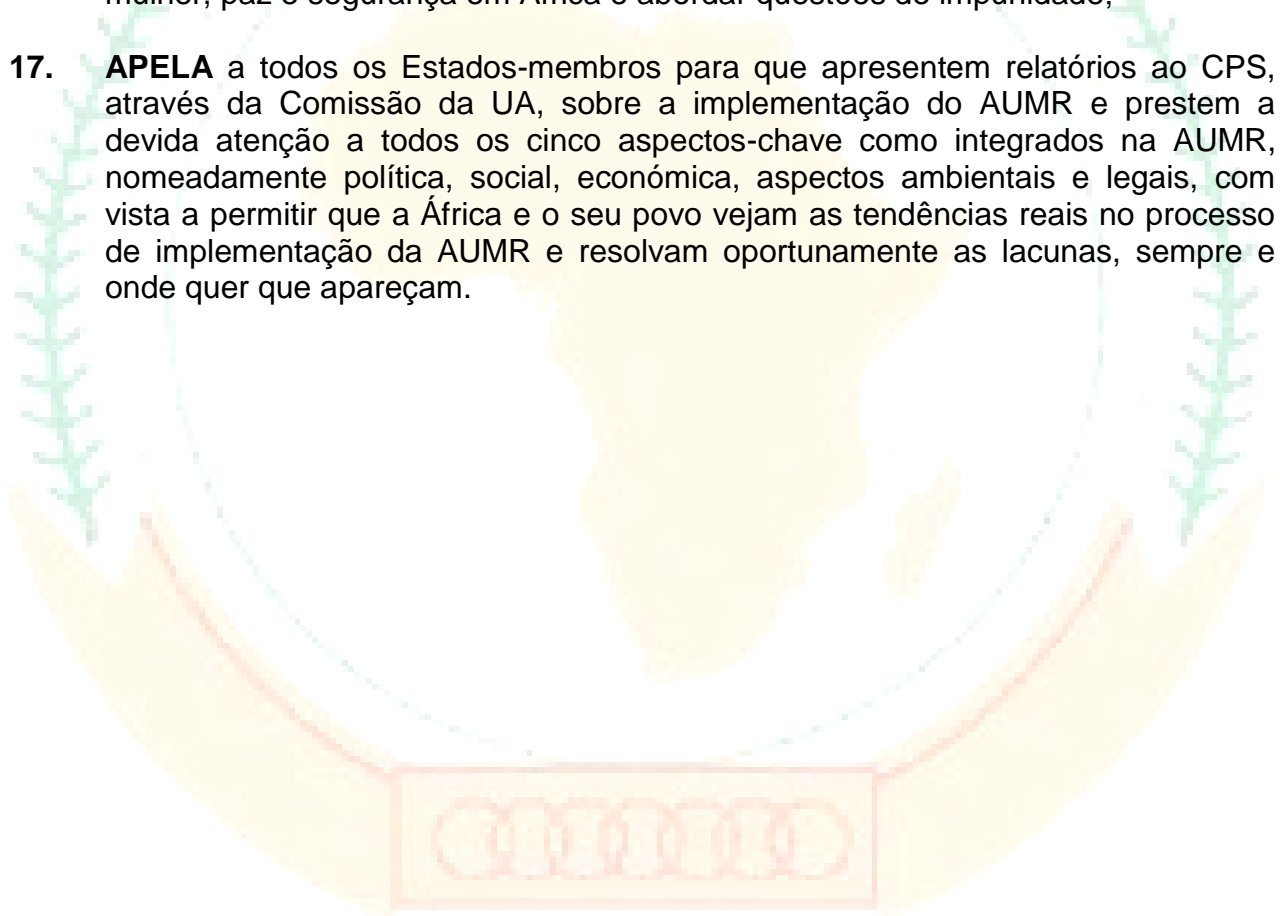 mulher, paz e segurança em África e abordar questões de impunidade;
17. APELA a todos os Estados-membros para que apresentem relatórios ao CPS,
através da Comissão da UA, sobre a implementação do AUMR e prestem a
devida atenção a todos os cinco aspectos-chave como integrados na AUMR,
nomeadamente política, social, económica, aspectos ambientais e legais, com
vista a permitir que a África e o seu povo vejam as tendências reais no processo
de implementação da AUMR e resolvam oportunamente as lacunas, sempre e
onde quer que apareçam.